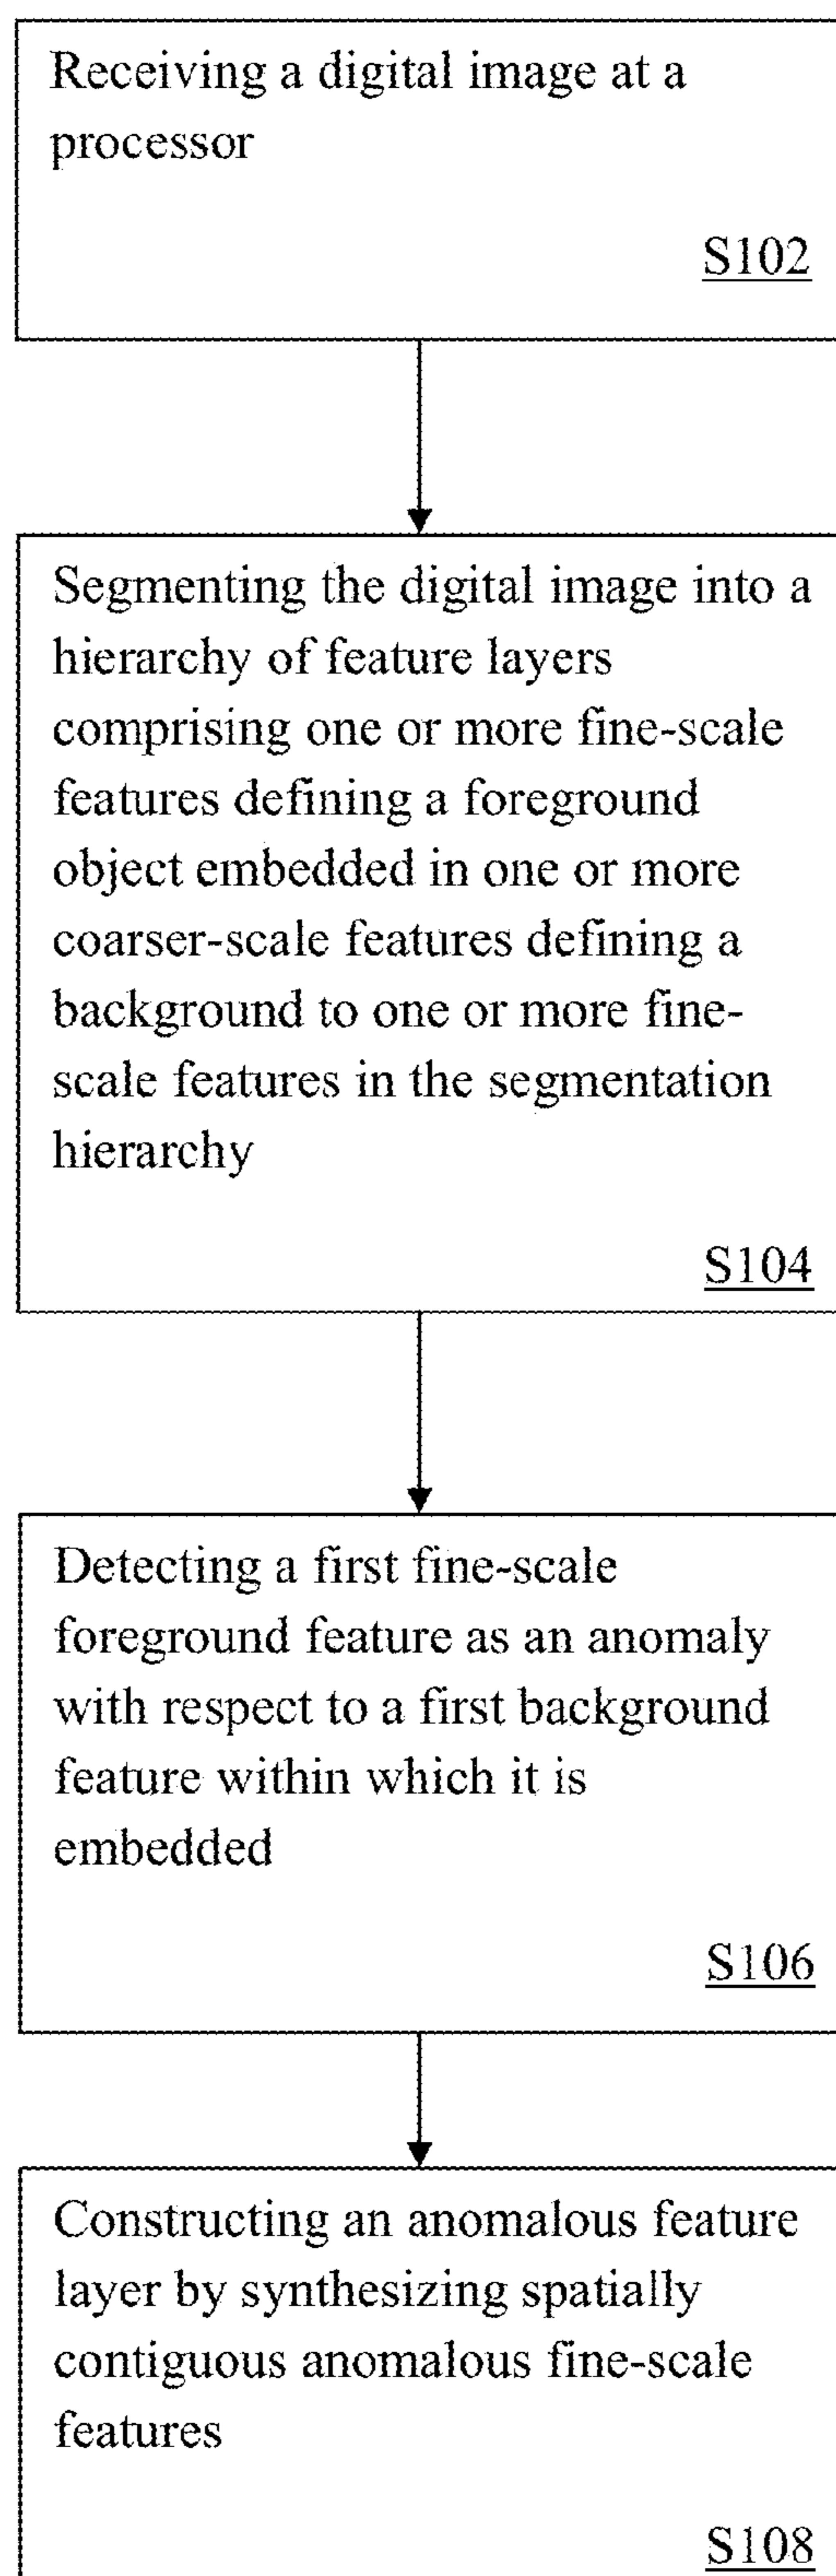 Receiving a digital image at a
processor
S102
Segmenting the digital image into a
hierarchy of feature layers
comprising one or more fine-scale
features defining a foreground
object embedded in one or more
coarser-scale features defining a
background to one or more fine-
scale features in the segmentation
hierarchy
S104
Detecting a first fine-scale
foreground feature as an anomaly
with respect to a first background
feature within which it is
embedded
S106
Constructing an anomalous feature
layer by synthesizing spatially
contiguous anomalous fine-scale
features
S108